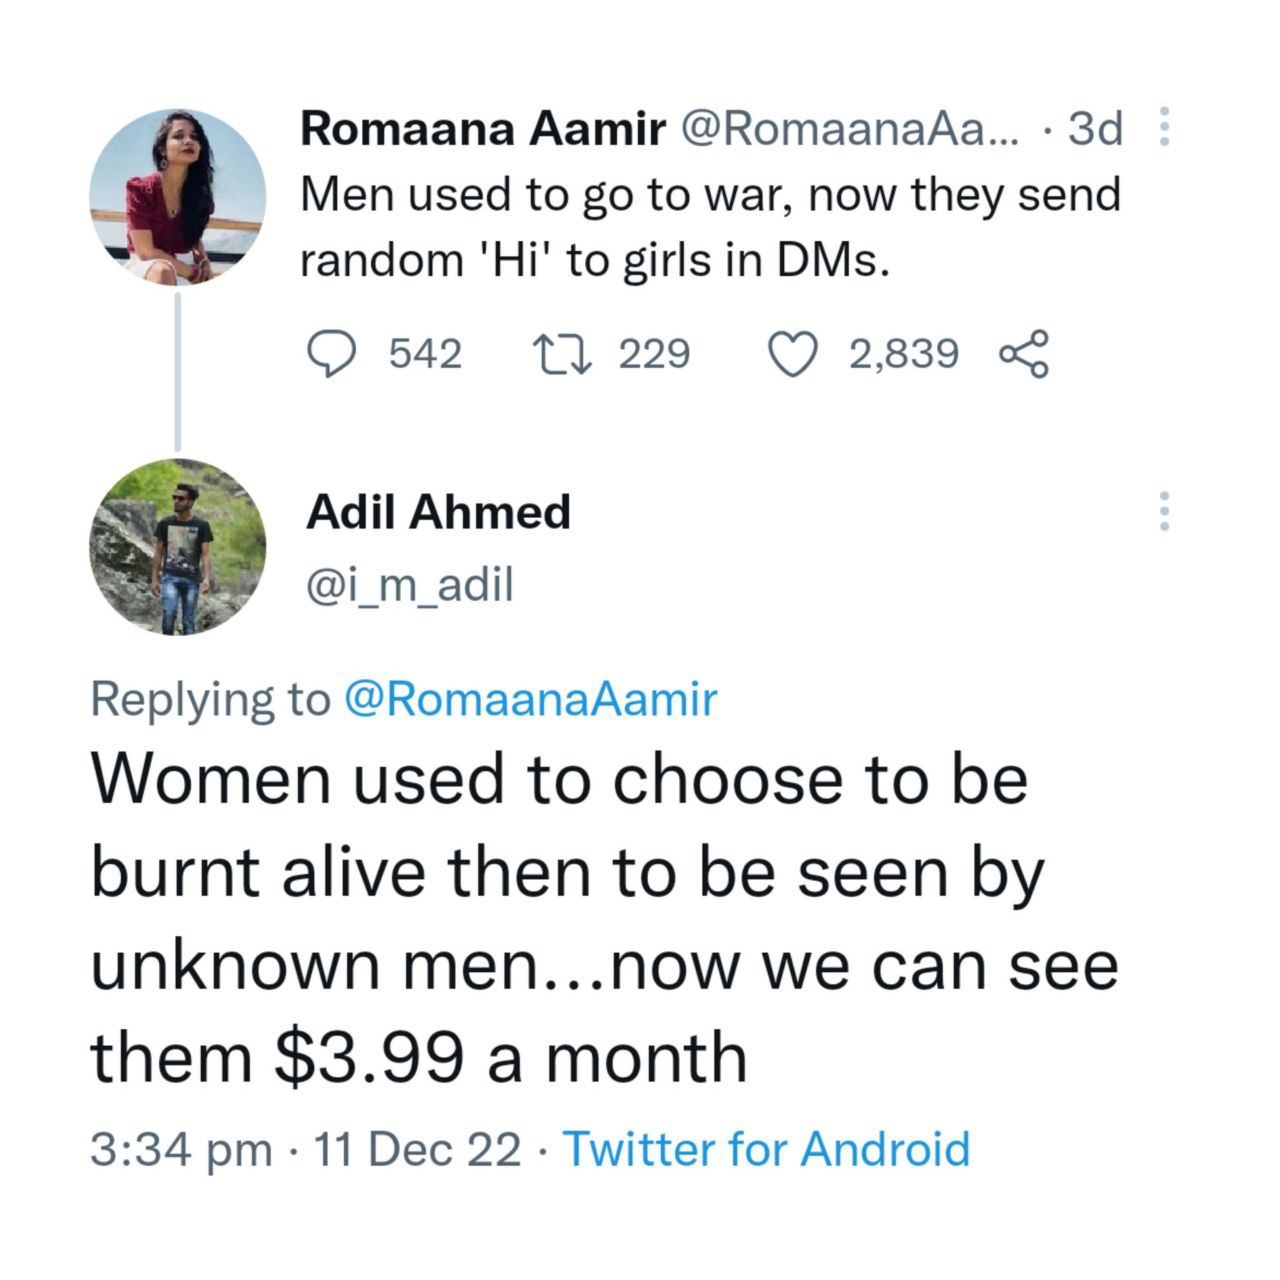 Romaana Aamir @RomaanaAa... · 3d
Men used to go to war, now they send
random 'Hi' to girls in DMs.
542 229 2,839
Adil Ahmed
@i_m_adil
Replying to @RomaanaAamir
Women used to choose to be
burnt alive then to be seen by
unknown men...now we can see
them $3.99 a month
3:34 pm · 11 Dec 22 · Twitter for Android